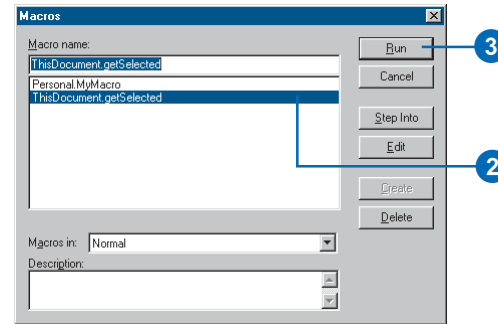 Macros
Macro name:
ThisDocument.getSelected
Personal.MyMacro
ThisDocument.getSelected
Run
3
Cancel
Step Into
Edit
2
Create
Delete
Macros in: Normal
Description: